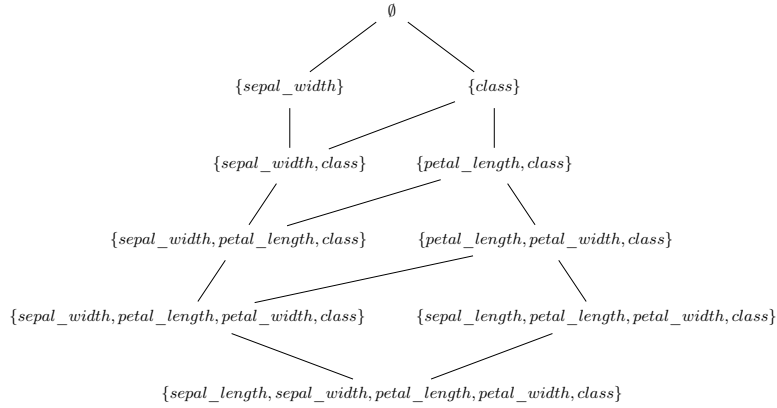 ∅
{sepal_width} {class}
{sepal_width, class} {petal_length, class}
{sepal_width, petal_length, class} {petal_length, petal_width, class}
{sepal_width, petal_length, petal_width, class} {sepal_length, petal_length, petal_width, class}
{sepal_length, sepal_width, petal_length, petal_width, class}